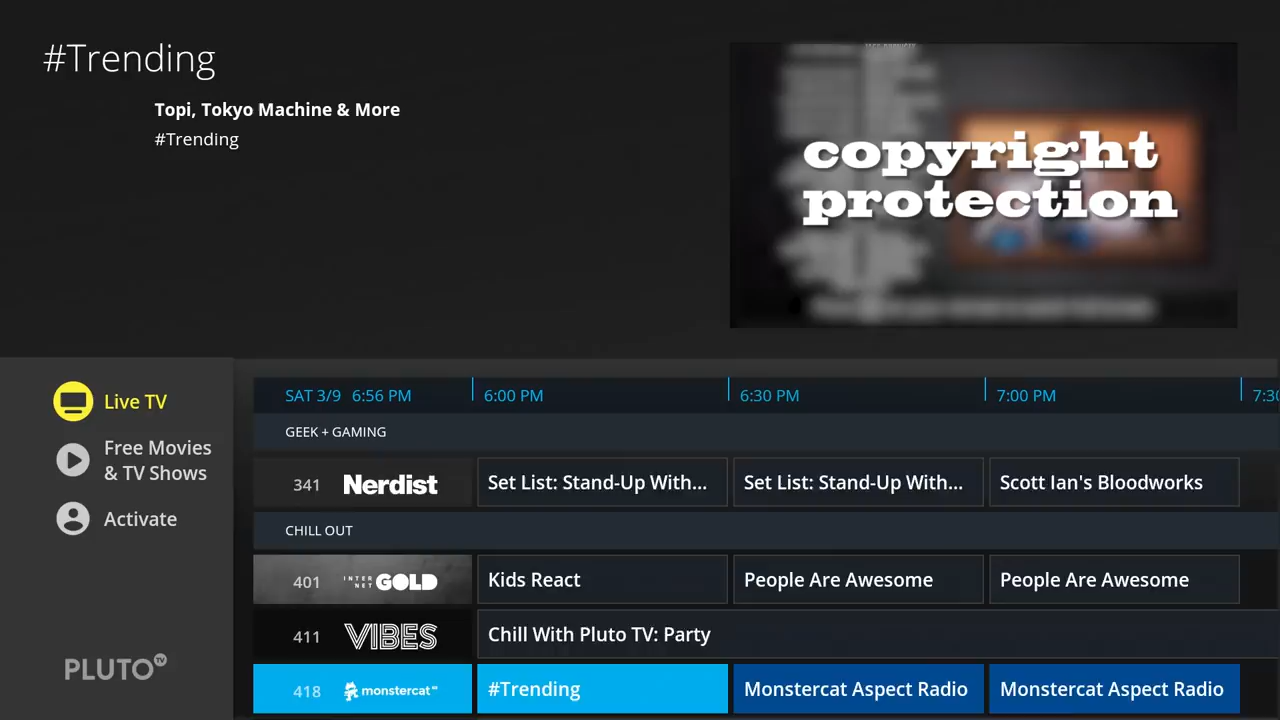 #Trending
Topi, Tokyo Machine & More
#Trending
copyright
protection
Live TV
Free Movies
& TV Shows
Activate
PLUTO TV
SAT 3/9 6:56 PM 6:00 PM 6:30 PM 7:00 PM 7:30
GEEK + GAMING
341 Nerdist Set List: Stand-Up With... Set List: Stand-Up With... Scott Ian's Bloodworks
CHILL OUT
401 INTERNET GOLD Kids React People Are Awesome People Are Awesome
411 VIBES Chill With Pluto TV: Party
418 monstercat #Trending Monstercat Aspect Radio Monstercat Aspect Radio